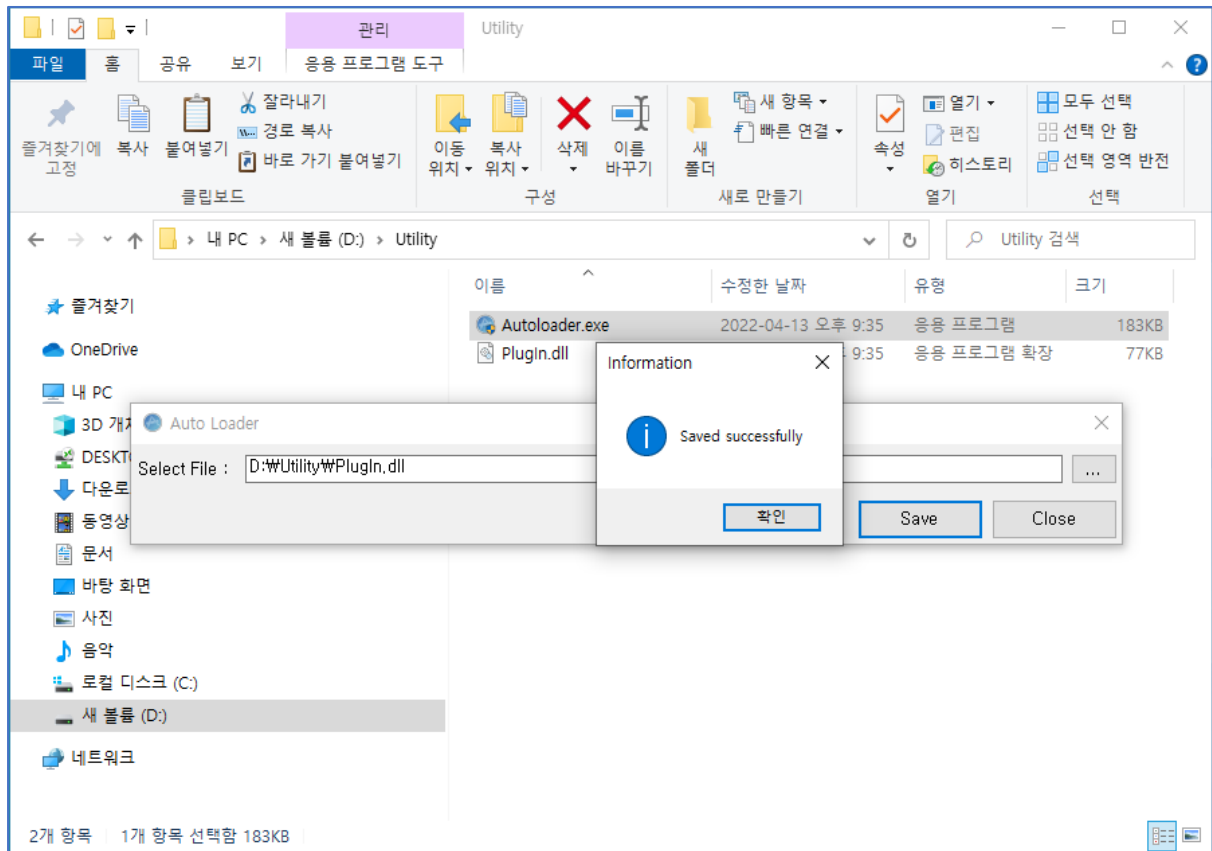 관리
Utility
파일
홈
공유
보기
응용 프로그램 도구
즐겨찾기에
고정
복사
붙여넣기
잘라내기
경로 복사
바로 가기 붙여넣기
클립보드
이동
위치
복사
위치
삭제
이름
바꾸기
구성
새
폴더
새 항목
빠른 연결
새로 만들기
속성
열기
편집
히스토리
열기
모두 선택
선택 안 함
선택 영역 반전
선택
내 PC › 새 볼륨 (D:) › Utility
Utility 검색
이름 수정한 날짜 유형 크기
Autoloader.exe 2022-04-13 오후 9:35 응용 프로그램 183KB
PlugIn.dll 9:35 응용 프로그램 확장 77KB
즐겨찾기
OneDrive
내 PC
3D
DESKT
다운로
동영상
문서
바탕 화면
사진
음악
로컬 디스크 (C:)
새 볼륨 (D:)
네트워크
Auto Loader
Select File : D:₩Utility₩PlugIn.dll ...
Save Close
Information
Saved successfully
확인
2개 항목 1개 항목 선택함 183KB